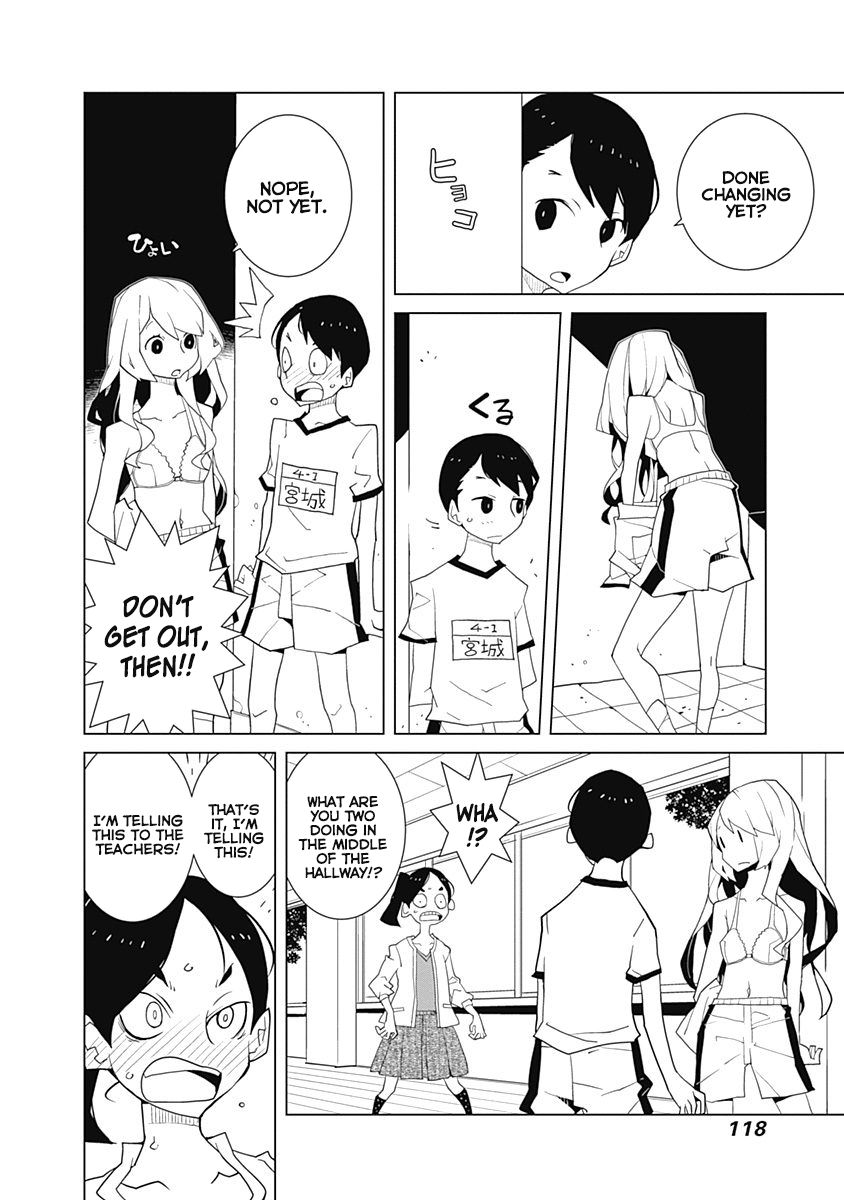 DONE
CHANGING
YET?
ヒョコ
くるっ
4-1
宮城
NOPE,
NOT YET.
ひょい
4-1
宮城
DON'T
GET OUT,
THEN!!
WHA
!?
WHAT ARE
YOU TWO
DOING IN
THE MIDDLE
OF THE
HALLWAY!?
THAT'S
IT, I'M
TELLING
THIS!
I'M TELLING
THIS TO THE
TEACHERS!
118